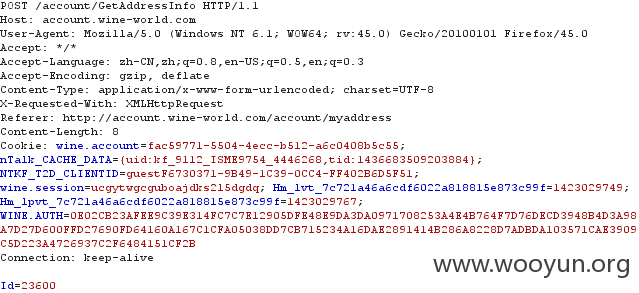 POST /account/GetAddressInfo HTTP/1.1
Host: account.wine-world.com
User-Agent: Mozilla/5.0 (Windows NT 6.1; WOW64; rv:45.0) Gecko/20100101 Firefox/45.0
Accept: */*
Accept-Language: zh-CN,zh;q=0.8,en-US;q=0.5,en;q=0.3
Accept-Encoding: gzip, deflate
Content-Type: application/x-www-form-urlencoded; charset=UTF-8
X-Requested-With: XMLHttpRequest
Referer: http://account.wine-world.com/account/myaddress
Content-Length: 8
Cookie: wine.account=fac59771-5504-4ecc-b512-a6c0408b5c55;
nTalk_CACHE_DATA={uid:kf_9112_ISME9754_4446268,tid:1436683509203884};
NTKF_T2D_CLIENTID=guestF6730371-9B49-1C39-0CC4-FF402B6D5F51;
wine.session=ucgytwgcguboajdks215dgdq; Hm_lvt_7c721a46a6cdf6022a818815e873c99f=1423029749;
Hm_lpvt_7c721a46a6cdf6022a818815e873c99f=1423029767;
WINE.AUTH=0E02CB23AFEE9C39E314FC7C7E12905DFE48E9DA3DA0971708253A4E4B764F7D76DECD3948B4D3A98
A7D27D600FFD27690FD64160A167C1CFA05038DD7CB715234A16DAE2891414B286A8228D7ADBDA103571CAE3909
C5D223A4726937C2F6484151CF2B
Connection: keep-alive
www.wooyun.org
Id=23600